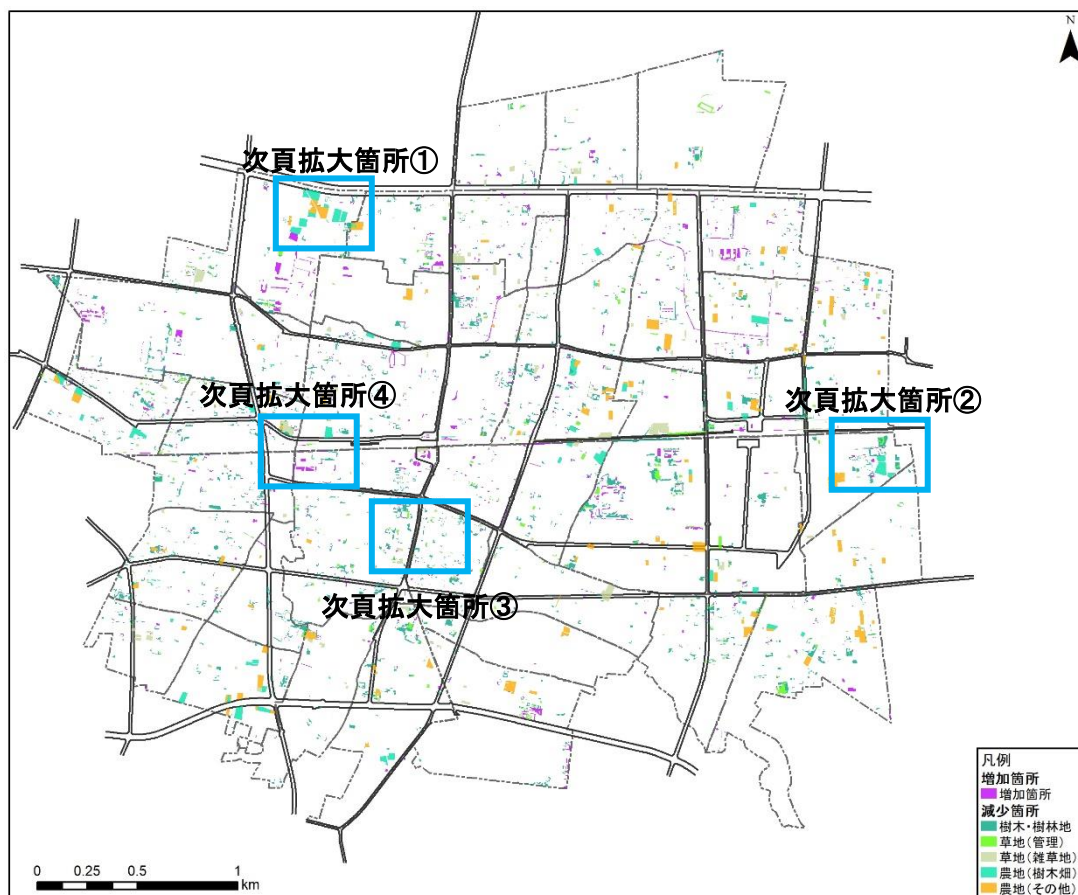 N
次頁拡大箇所①
次頁拡大箇所④
次頁拡大箇所②
次頁拡大箇所③
凡例
増加箇所
増加箇所
減少箇所
樹木・樹林地
草地(管理)
草地(雑草地)
農地(樹木畑)
農地(その他)
0 0.25 0.5 1
km